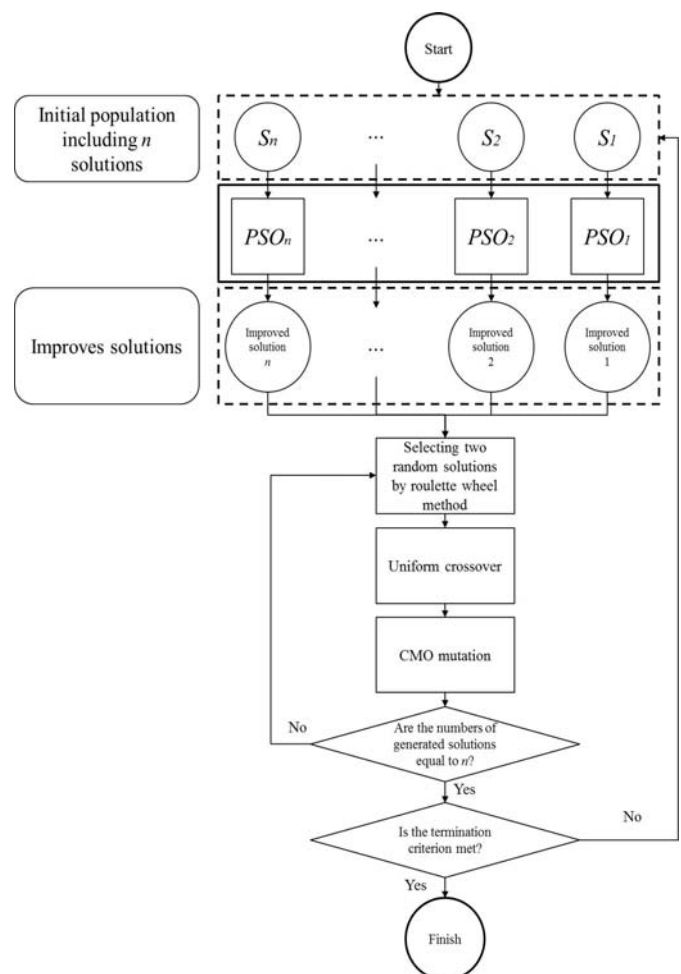 Start
Initial population
including n
solutions
Sn ... S2 S1
PSOn ... PSO2 PSO1
Improves solutions
Improved
solution
n
...
Improved
solution
2
Improved
solution
1
Selecting two
random solutions
by roulette wheel
method
Uniform crossover
CMO mutation
No
Are the numbers of
generated solutions
equal to n?
Yes
No
Is the termination
criterion met?
Yes
Finish